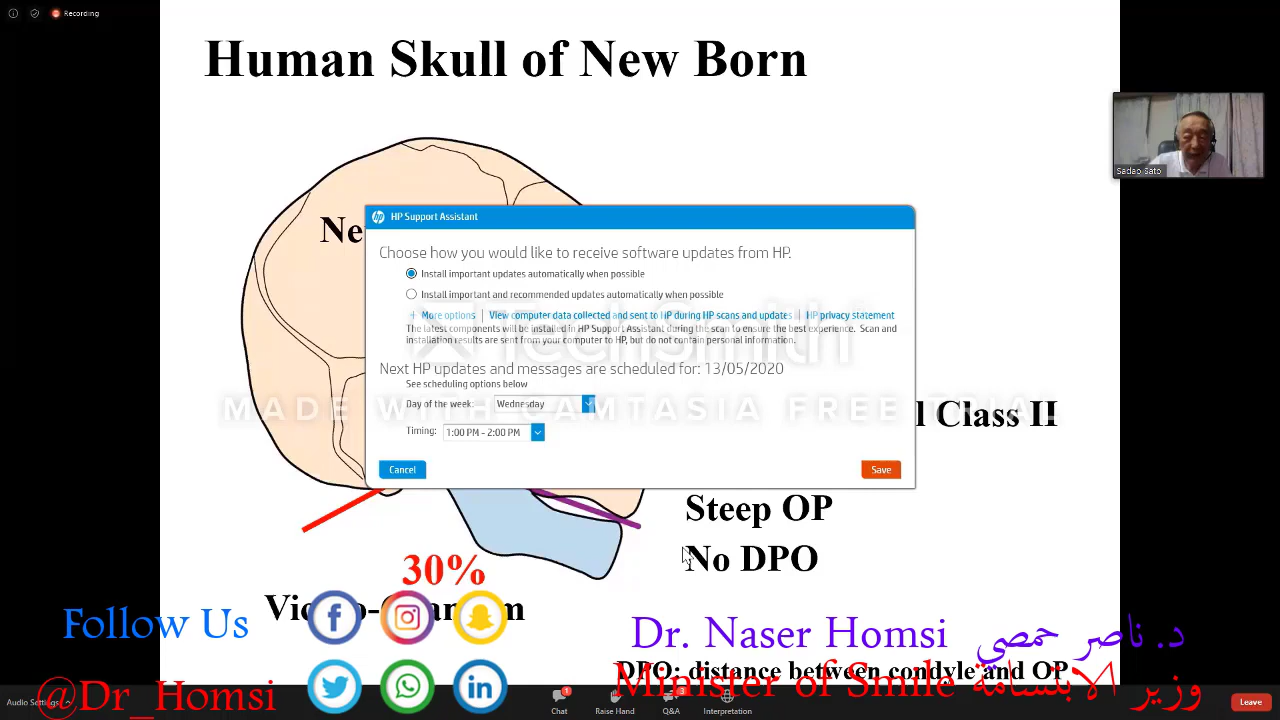 Recording
Human Skull of New Born
Sadao Sato
HP Support Assistant
Choose how you would like to receive software updates from HP.
Install important updates automatically when possible
Install important and recommended updates automatically when possible
+ More options | View computer data collected and sent to HP during HP scans and updates | HP privacy statement
The latest components will be installed in HP Support Assistant during the scan to ensure the best experience. Scan and
installation results are sent from your computer to HP, but do not contain personal information.
TechSmith
Next HP updates and messages are scheduled for: 13/05/2020
See scheduling options below
Day of the week: Wednesday
MADE WITH CAMTASIA FREE TRIAL
Class II
Timing: 1:00 PM - 2:00 PM
Cancel
Save
Steep OP
No DPO
30%
Follow Us
Dr. Naser Homsi د. ناصر حمصي
DPO: distance between condyle and OP
Minister of Smile وزير الابتسامة
@Dr_Homsi
Audio Settings
1
3
Chat
Raise Hand
Q&A
Interpretation
Leave